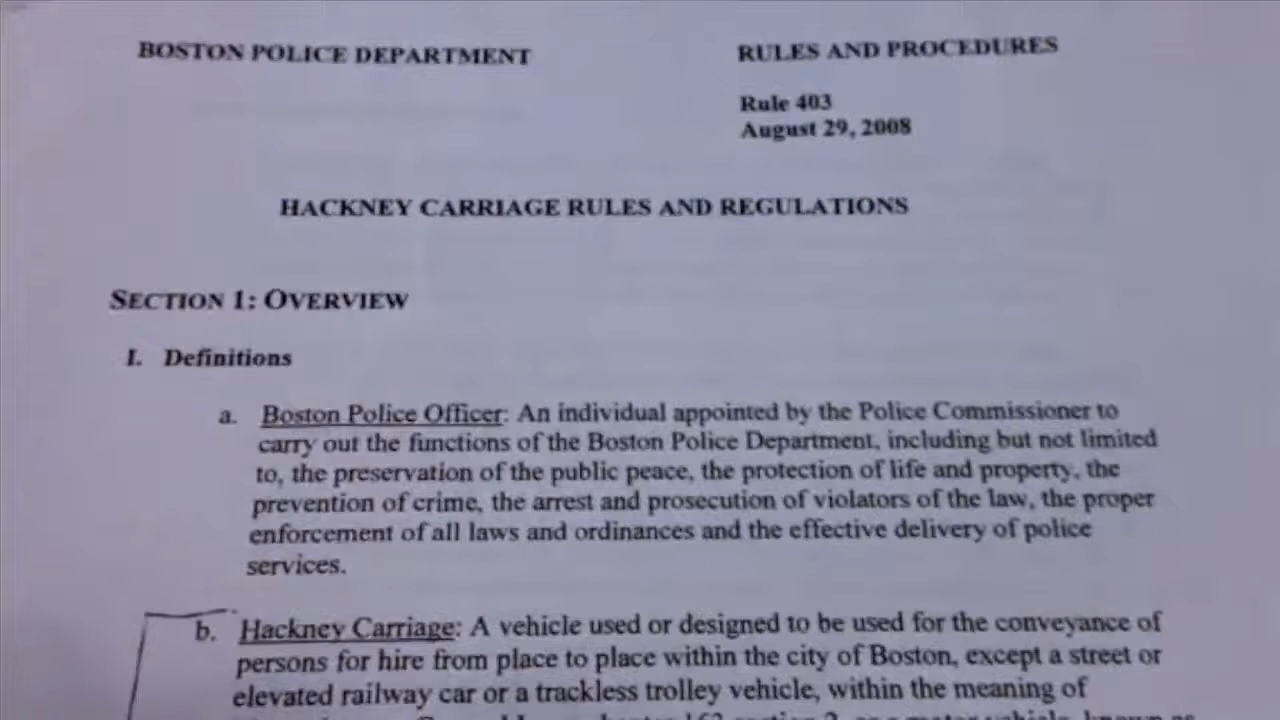 BOSTON POLICE DEPARTMENT
RULES AND PROCEDURES
Rule 403
August 29, 2008
HACKNEY CARRIAGE RULES AND REGULATIONS
SECTION 1: OVERVIEW
I. Definitions
a. Boston Police Officer: An individual appointed by the Police Commissioner to
carry out the functions of the Boston Police Department, including but not limited
to, the preservation of the public peace, the protection of life and property, the
prevention of crime, the arrest and prosecution of violators of the law, the proper
enforcement of all laws and ordinances and the effective delivery of police
services.
b. Hackney Carriage: A vehicle used or designed to be used for the conveyance of
persons for hire from place to place within the city of Boston, except a street or
elevated railway car or a trackless trolley vehicle, within the meaning of